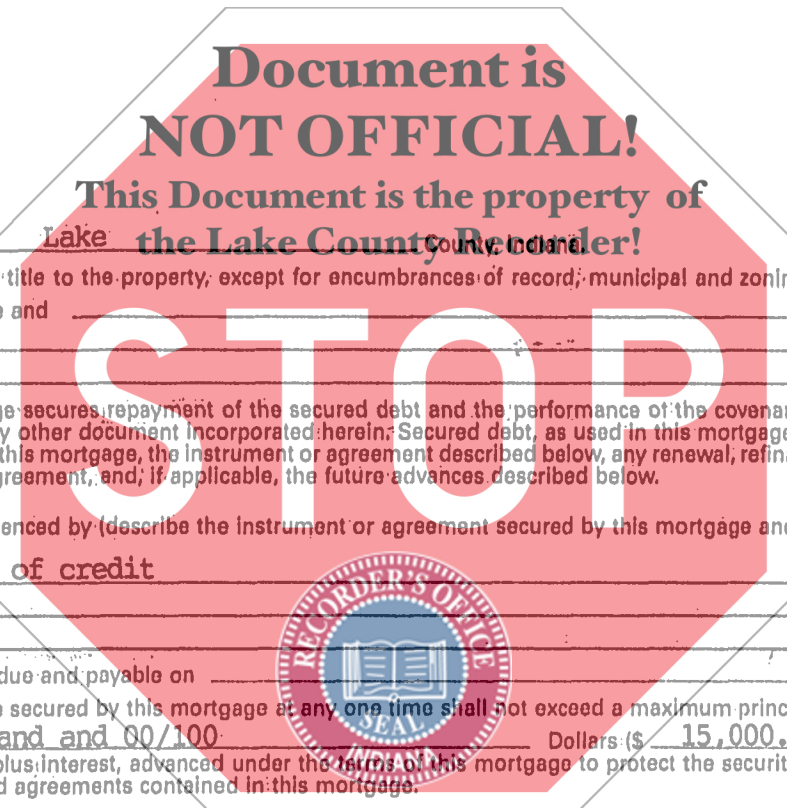 Document is
NOT OFFICIAL!
This Document is the property of
the Lake County Recorder!
Lake County, Indiana.
title to the property, except for encumbrances of record, municipal and zonin
e and
STOP
ge secures repayment of the secured debt and the performance of the covenan
y other document incorporated herein. Secured debt, as used in this mortgage
this mortgage, the instrument or agreement described below, any renewal, refina
greement, and, if applicable, the future advances described below.
enced by (describe the instrument or agreement secured by this mortgage and
of credit
RECORDER'S OFFICE
SEAL
INDIANA
due and payable on
e secured by this mortgage at any one time shall not exceed a maximum princ
and and 00/100 Dollars ($ 15,000.
plus interest, advanced under the terms of this mortgage to protect the securit
d agreements contained in this mortgage.